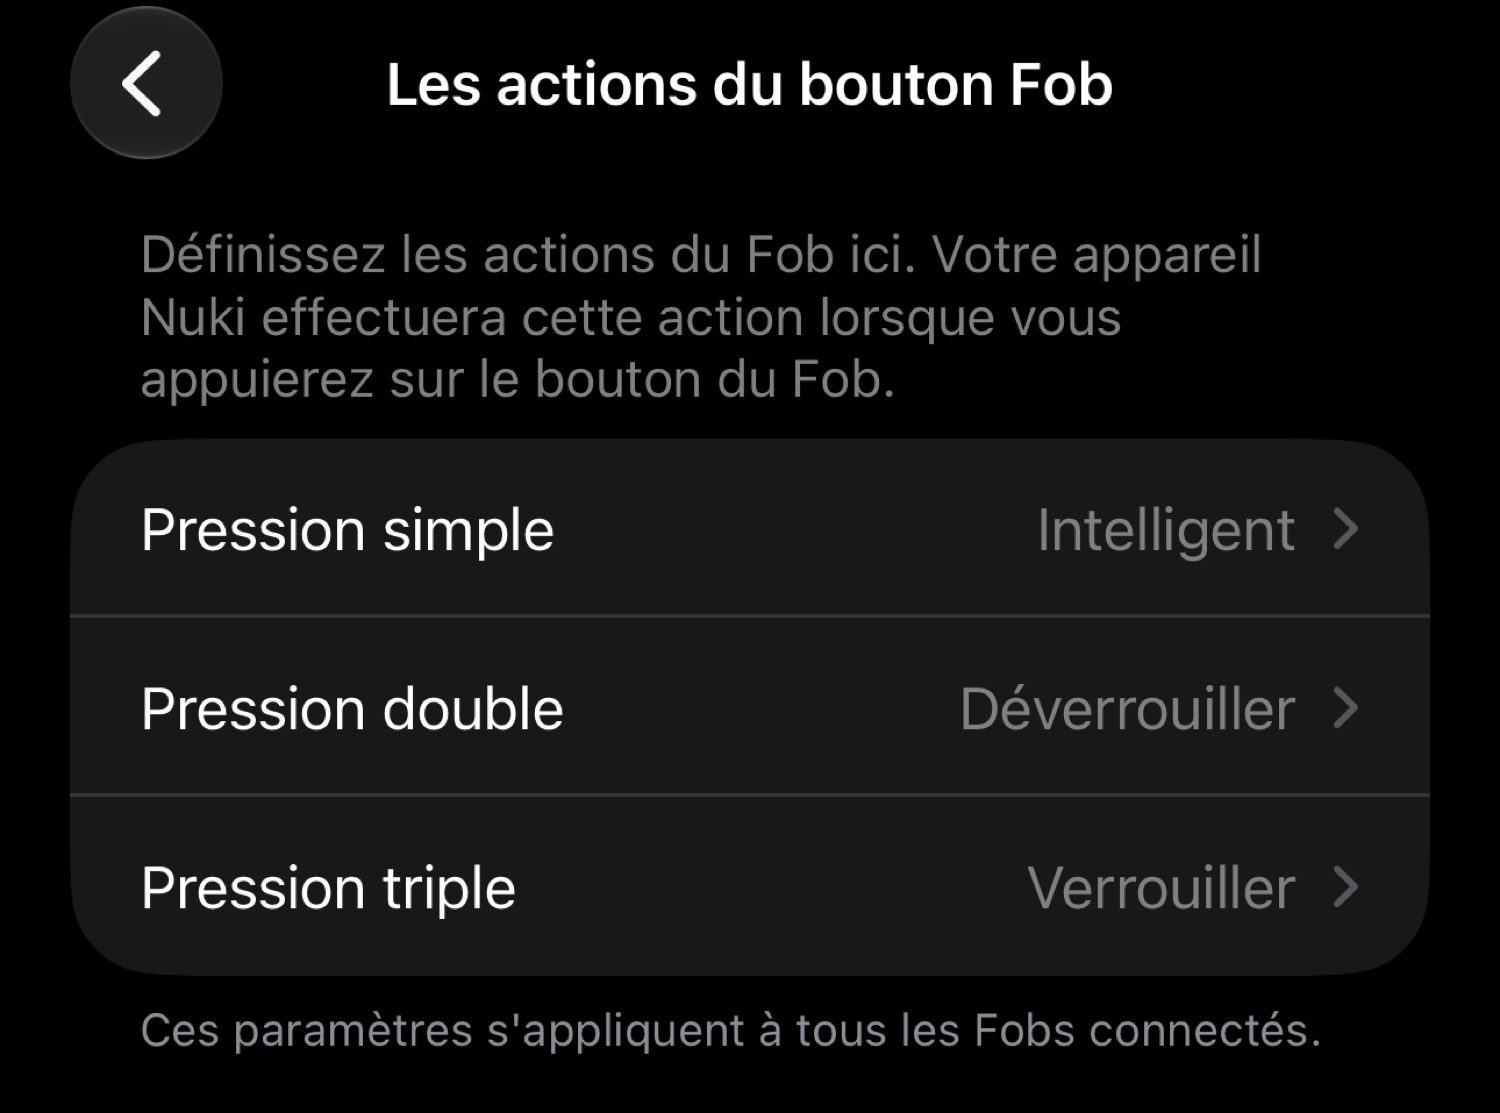 Les actions du bouton Fob
Définissez les actions du Fob ici. Votre appareil
Nuki effectuera cette action lorsque vous
appuierez sur le bouton du Fob.
Pression simple Intelligent
Pression double Déverrouiller
Pression triple Verrouiller
Ces paramètres s'appliquent à tous les Fobs connectés.